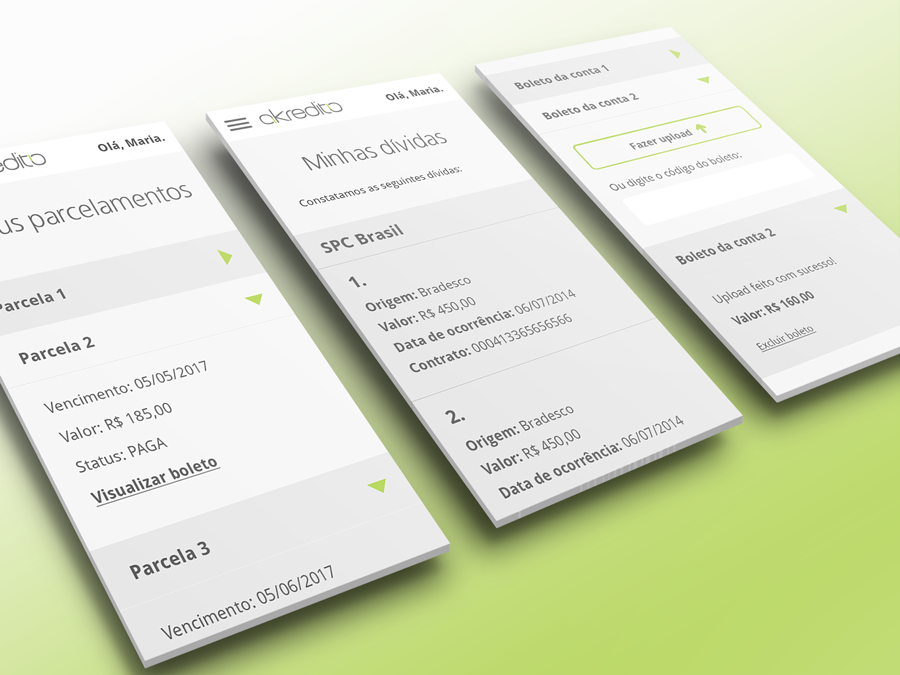 edito
Olá, Maria.
us parcelamentos
Parcela 1
Parcela 2
Vencimento: 05/05/2017
Valor: R$ 185,00
Status: PAGA
Visualizar boleto
Parcela 3
Vencimento: 05/06/2017
akredito
Olá, Maria.
Minhas dívidas
Constatamos as seguintes dívidas:
SPC Brasil
1.
Origem: Bradesco
Valor: R$ 450,00
Data de ocorrência: 06/07/2014
Contrato: 000413365656566
2.
Origem: Bradesco
Valor: R$ 450,00
Data de ocorrência: 06/07/2014
Boleto da conta 1
Boleto da conta 2
Fazer upload
Ou digite o código do boleto:
Boleto da conta 2
Upload feito com sucesso!
Valor: R$ 160,00
Excluir boleto